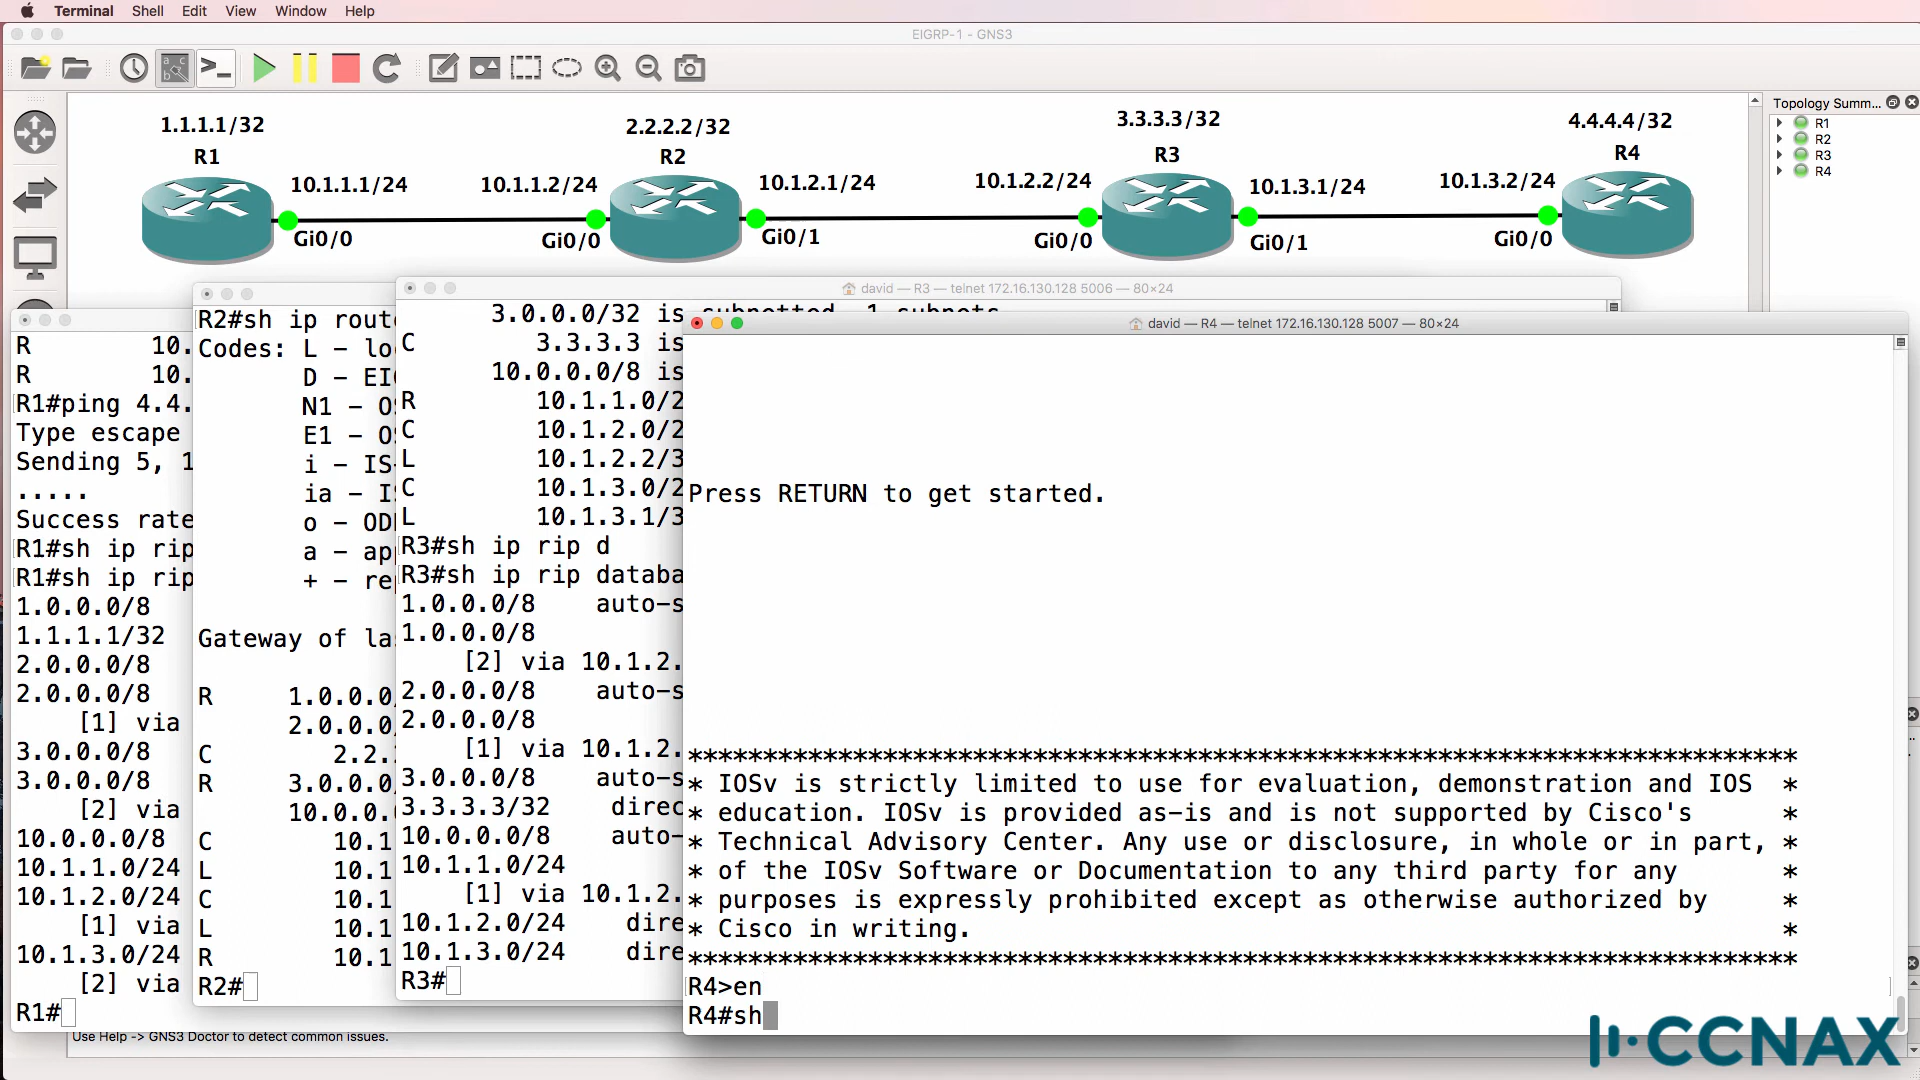 Terminal Shell Edit View Window Help
EIGRP-1 - GNS3
Topology Summ...
R1
R2
R3
R4
1.1.1.1/32
R1
10.1.1.1/24
Gi0/0
2.2.2.2/32
R2
10.1.1.2/24
Gi0/0
10.1.2.1/24
Gi0/1
3.3.3.3/32
R3
10.1.2.2/24
Gi0/0
10.1.3.1/24
Gi0/1
4.4.4.4/32
R4
10.1.3.2/24
Gi0/0
R 10.
R 10.
R1#ping 4.4.
Type escape
Sending 5, 1
.....
Success rate
R1#sh ip rip
R1#sh ip rip
1.0.0.0/8
1.1.1.1/32
2.0.0.0/8
2.0.0.0/8
[1] via
3.0.0.0/8
3.0.0.0/8
[2] via
10.0.0.0/8
10.1.1.0/24
10.1.2.0/24
[1] via
10.1.3.0/24
[2] via
R1#
R2#sh ip route
Codes: L - lo
D - EI
N1 - OS
E1 - OS
i - IS
ia - I
o - OD
a - app
+ - rep
Gateway of las
R 1.0.0.0
2.0.0.0
C 2.2.
R 3.0.0.0
10.0.0.
C 10.1
L 10.1
C 10.1
L 10.1
R 10.1
R2#
david — R3 — telnet 172.16.130.128 5006 — 80×24
3.0.0.0/32 is subnetted, 1 subnets
C 3.3.3.3 is
10.0.0.0/8 is
R 10.1.1.0/2
C 10.1.2.0/2
L 10.1.2.2/3
C 10.1.3.0/2
L 10.1.3.1/3
R3#sh ip rip d
R3#sh ip rip databa
1.0.0.0/8 auto-s
1.0.0.0/8
[2] via 10.1.2.
2.0.0.0/8 auto-s
2.0.0.0/8
[1] via 10.1.2.
3.0.0.0/8 auto-s
3.3.3.3/32 direc
10.0.0.0/8 auto-
10.1.1.0/24
[1] via 10.1.2.
10.1.2.0/24 dire
10.1.3.0/24 dire
R3#
david — R4 — telnet 172.16.130.128 5007 — 80×24
Press RETURN to get started.
**************************************************************************
* IOSv is strictly limited to use for evaluation, demonstration and IOS *
* education. IOSv is provided as-is and is not supported by Cisco's *
* Technical Advisory Center. Any use or disclosure, in whole or in part, *
* of the IOSv Software or Documentation to any third party for any *
* purposes is expressly prohibited except as otherwise authorized by *
* Cisco in writing. *
**************************************************************************
R4>en
R4#sh
Use Help -> GNS3 Doctor to detect common issues.
CCNAX